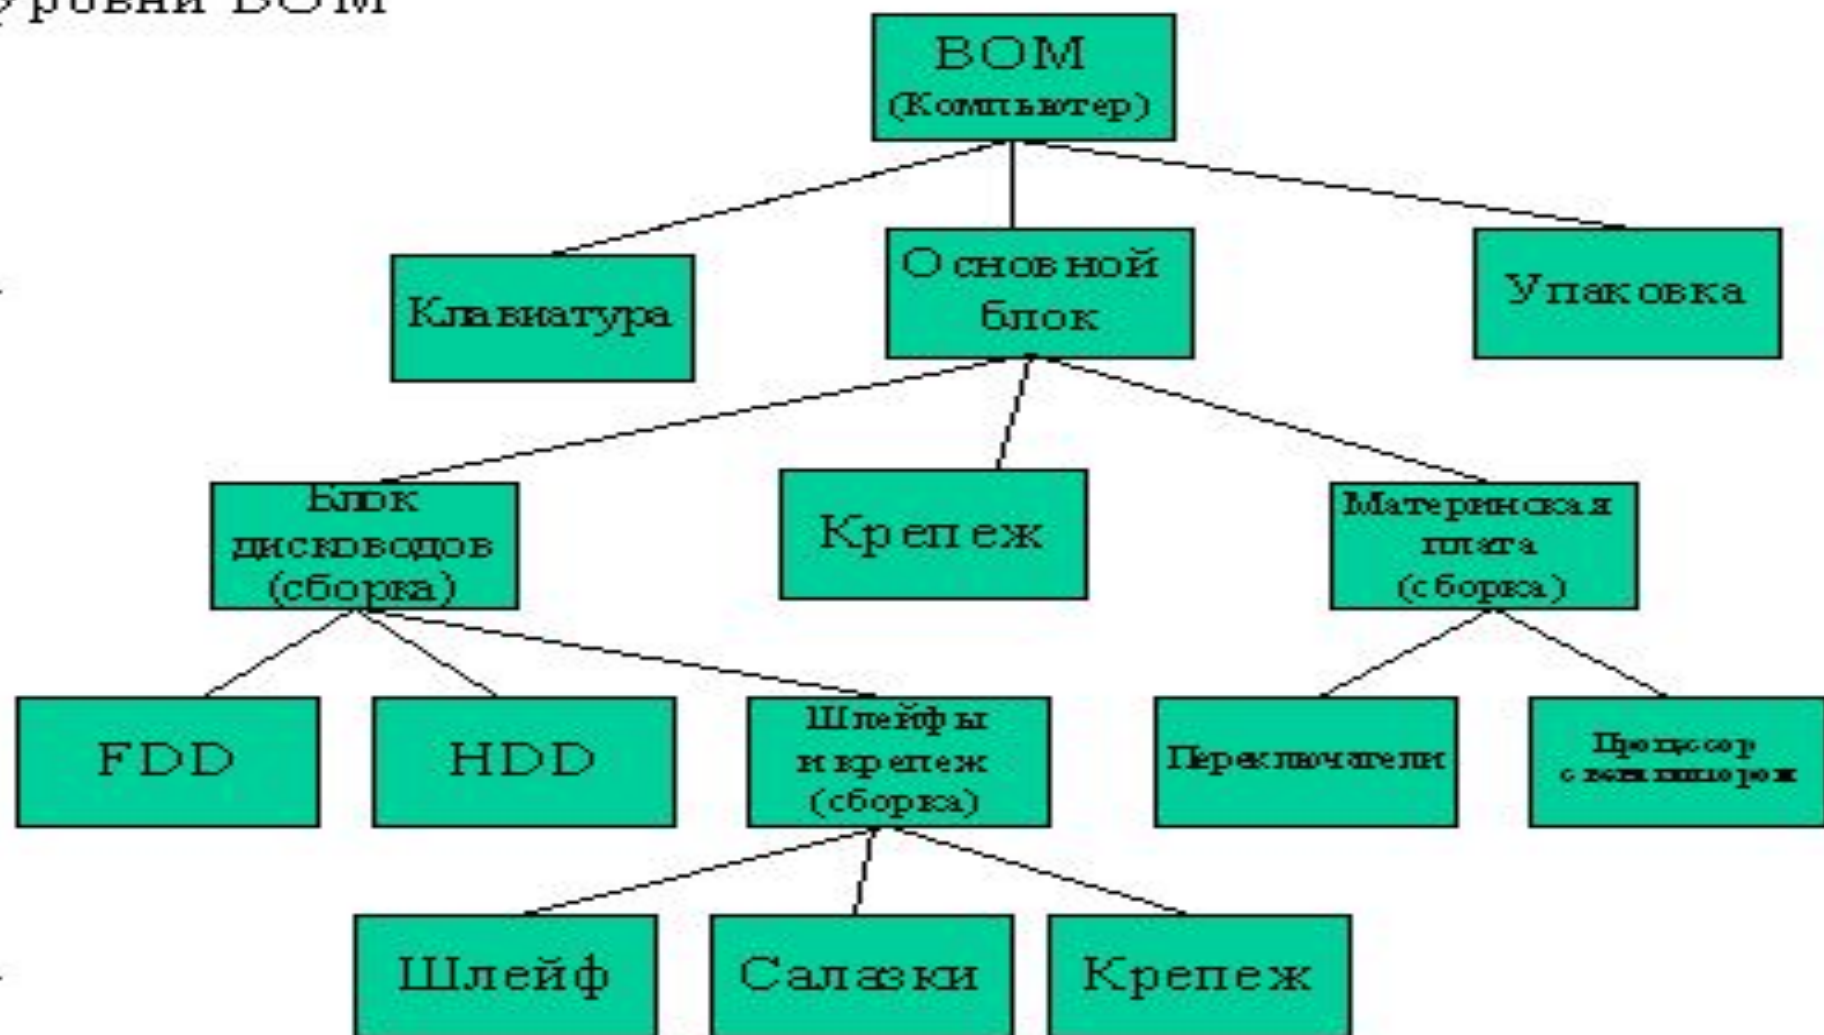 Уровни BOM
BOM
(Компьютер)
Клавиатура
Основной
блок
Упаковка
Блок
дисководов
(сборка)
Крепеж
Материнская
плата
(сборка)
FDD
HDD
Шлейфы
и крепеж
(сборка)
Переключатели
Процессор
с вентилятором
Шлейф
Салазки
Крепеж